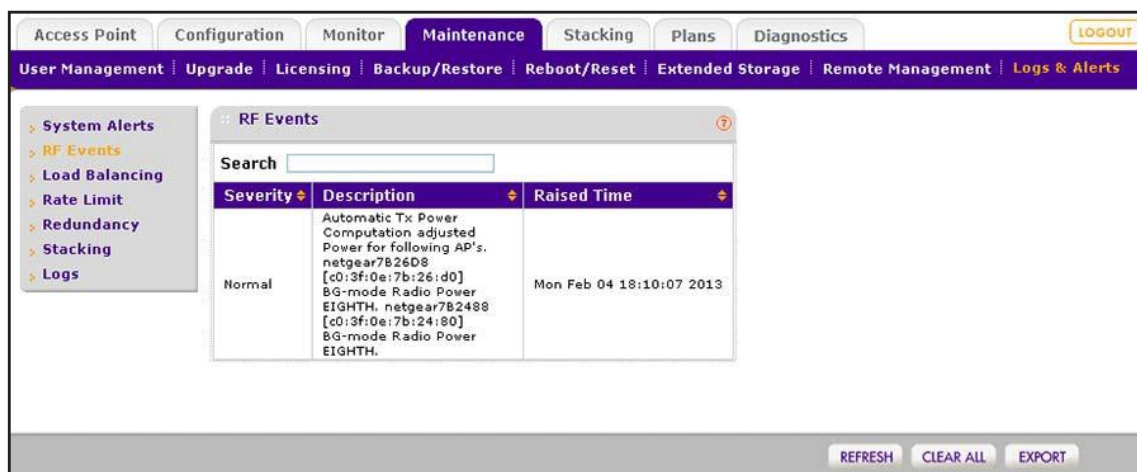 Access Point Configuration Monitor Maintenance Stacking Plans Diagnostics LOGOUT
User Management Upgrade Licensing Backup/Restore Reboot/Reset Extended Storage Remote Management Logs & Alerts
System Alerts
RF Events
Load Balancing
Rate Limit
Redundancy
Stacking
Logs
RF Events ?
Search
Severity Description Raised Time
Normal
Automatic Tx Power
Computation adjusted
Power for following AP's.
netgear7B26D8
[c0:3f:0e:7b:26:d0]
BG-mode Radio Power
EIGHTH. netgear7B2488
[c0:3f:0e:7b:24:80]
BG-mode Radio Power
EIGHTH.
Mon Feb 04 18:10:07 2013
REFRESH CLEAR ALL EXPORT